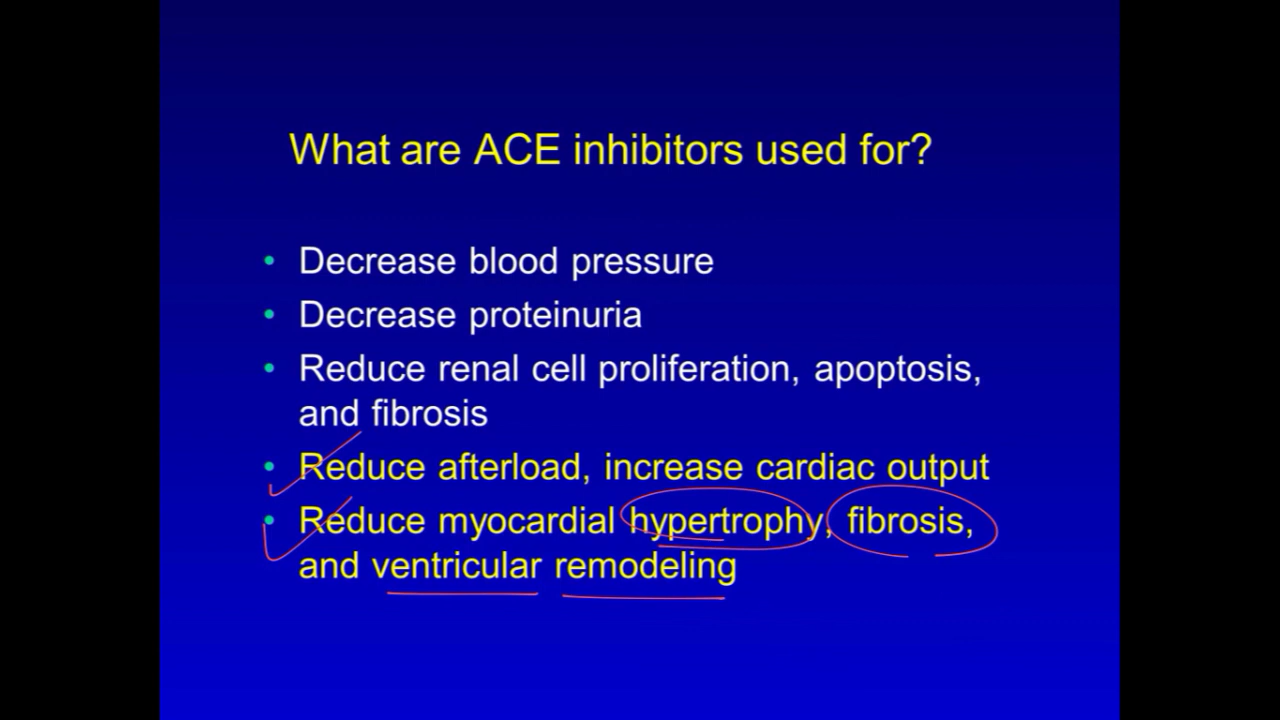 What are ACE inhibitors used for?
• Decrease blood pressure
• Decrease proteinuria
• Reduce renal cell proliferation, apoptosis,
and fibrosis
• Reduce afterload, increase cardiac output
• Reduce myocardial hypertrophy, fibrosis,
and ventricular remodeling